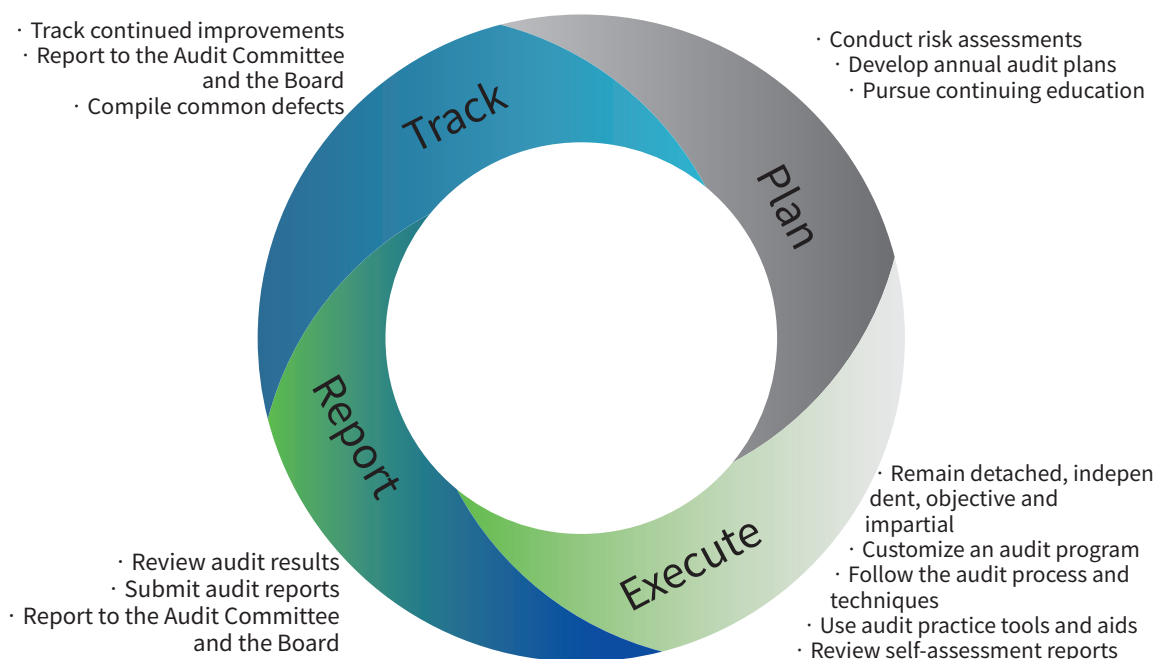 · Track continued improvements
· Report to the Audit Committee
and the Board
· Compile common defects
Track
· Conduct risk assessments
· Develop annual audit plans
· Pursue continuing education
Plan
· Remain detached, indepen
dent, objective and
impartial
· Customize an audit program
· Follow the audit process and
techniques
· Use audit practice tools and aids
· Review self-assessment reports
Execute
· Review audit results
· Submit audit reports
· Report to the Audit Committee
and the Board
Report